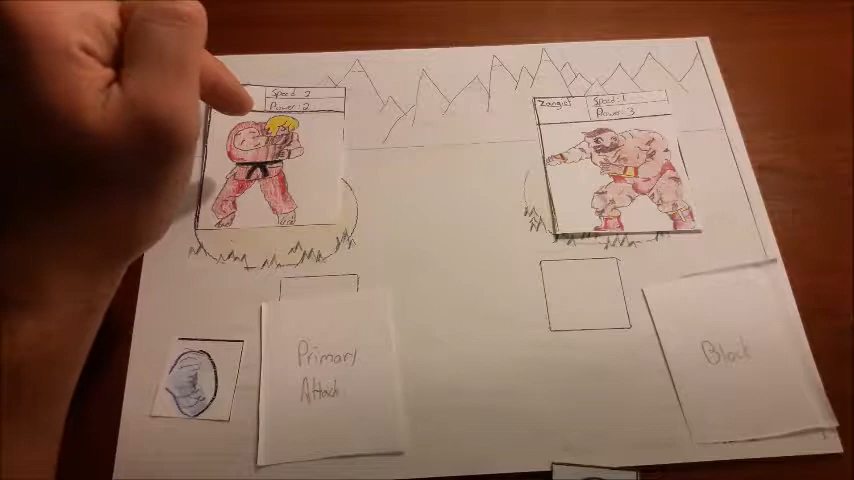 Speed 2
Power: 2
Zangief
Speed: 1
Power: 3
Primary
Attack
Block